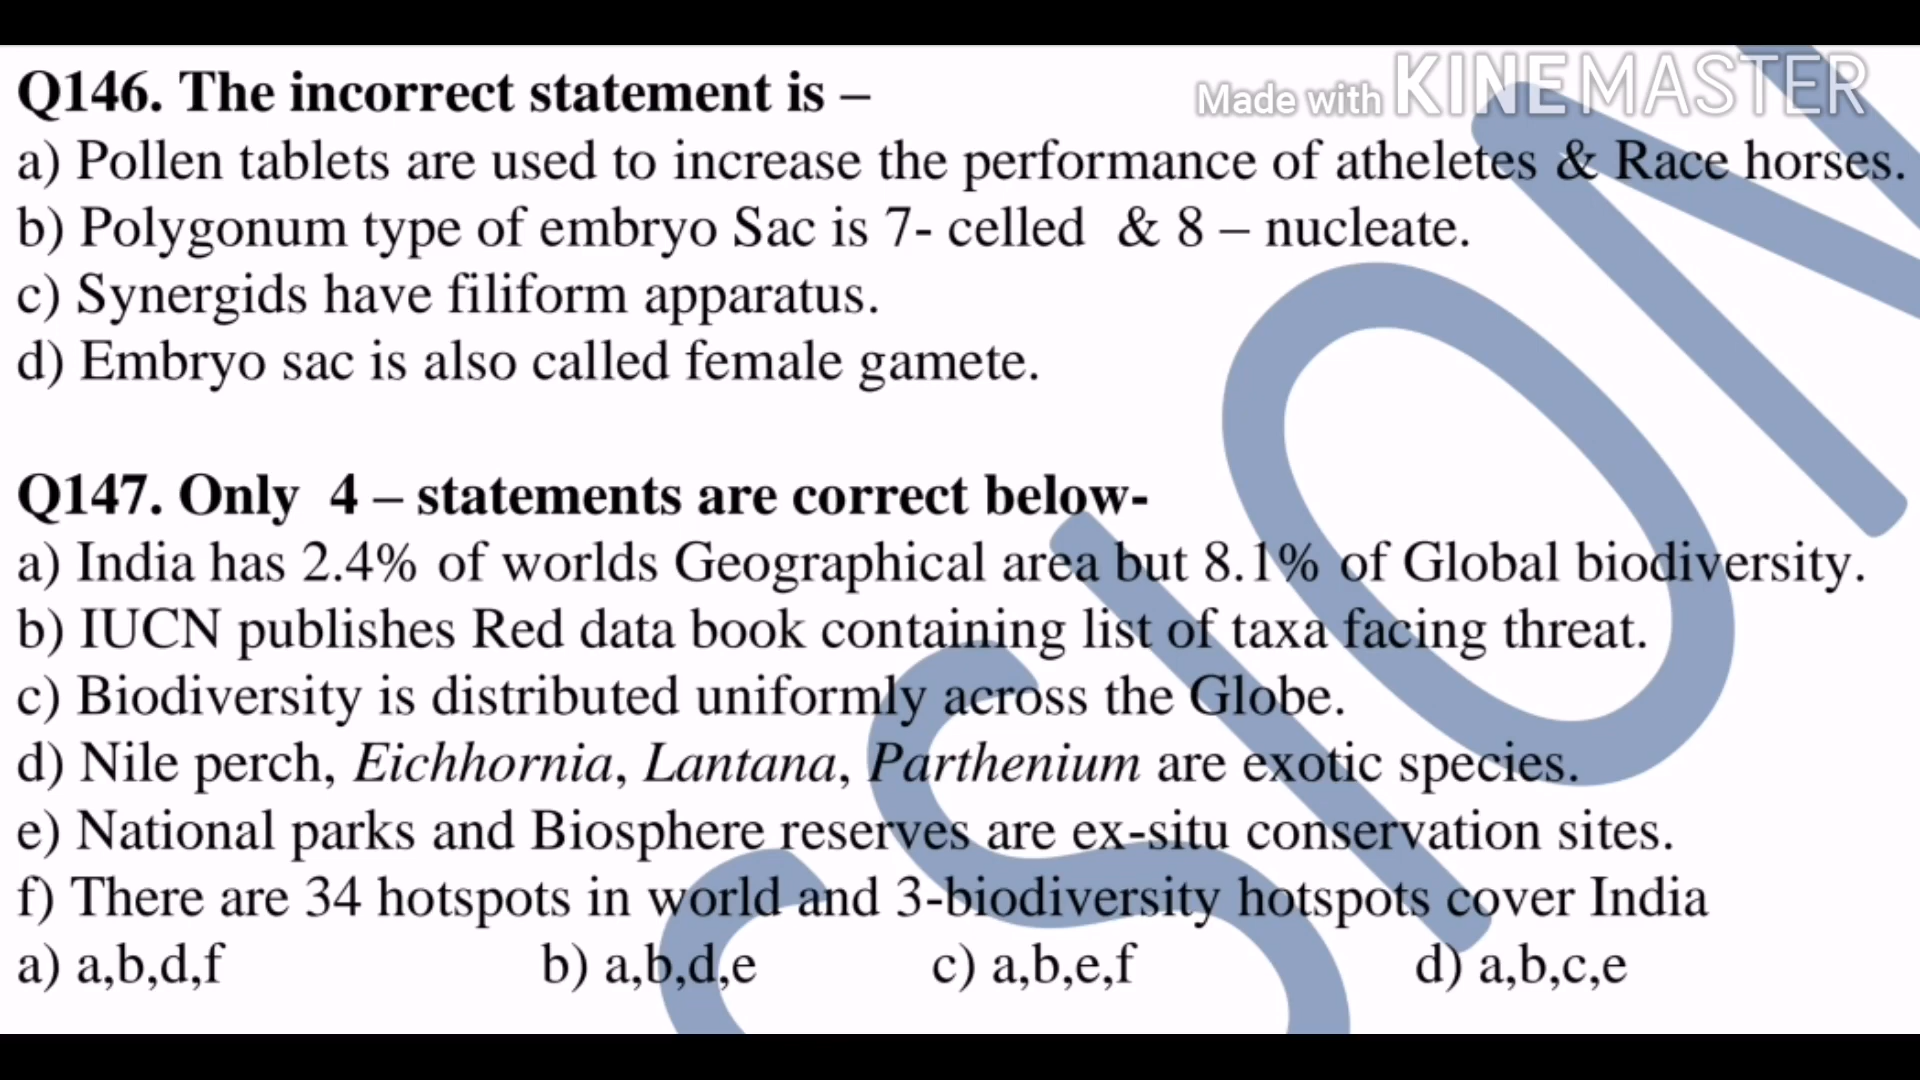 Made with KINEMASTER
Q146. The incorrect statement is –
a) Pollen tablets are used to increase the performance of atheletes & Race horses.
b) Polygonum type of embryo Sac is 7- celled & 8 – nucleate.
c) Synergids have filiform apparatus.
d) Embryo sac is also called female gamete.
Q147. Only 4 – statements are correct below-
a) India has 2.4% of worlds Geographical area but 8.1% of Global biodiversity.
b) IUCN publishes Red data book containing list of taxa facing threat.
c) Biodiversity is distributed uniformly across the Globe.
d) Nile perch, Eichhornia, Lantana, Parthenium are exotic species.
e) National parks and Biosphere reserves are ex-situ conservation sites.
f) There are 34 hotspots in world and 3-biodiversity hotspots cover India
a) a,b,d,f b) a,b,d,e c) a,b,e,f d) a,b,c,e